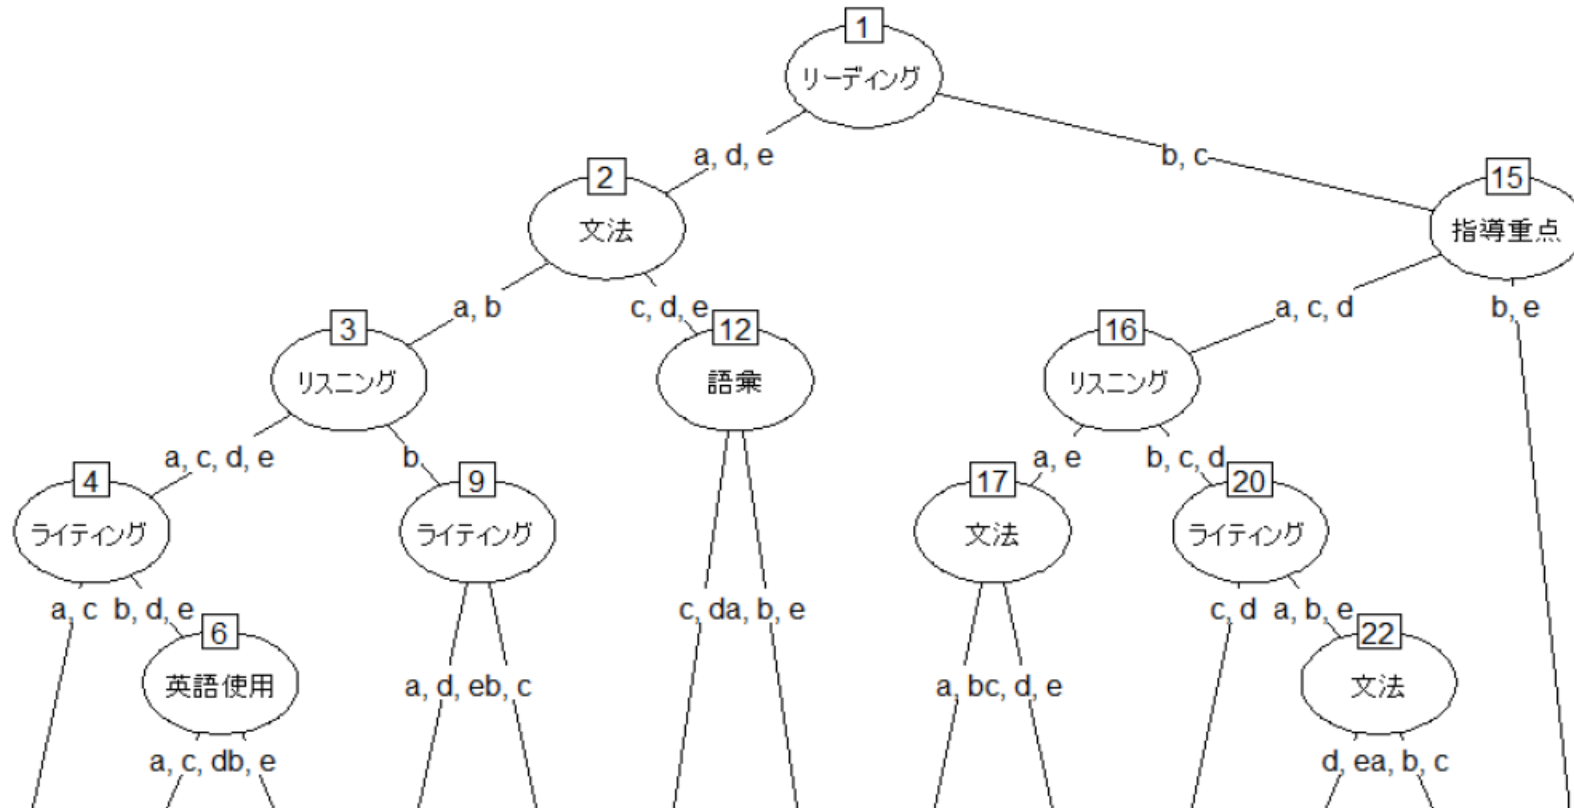 1
リーディング
a, d, e
b, c
2
文法
15
指導重点
a, b
c, d, e
a, c, d
b, e
3
リスニング
12
語彙
16
リスニング
a, c, d, e
b
a, e
b, c, d
4
ライティング
9
ライティング
17
文法
20
ライティング
a, c
b, d, e
c, d
a, b, e
c, d
a, b, e
6
英語使用
22
文法
a, d, e
b, c
a, b
c, d, e
a, c, d
b, e
d, e
a, b, c